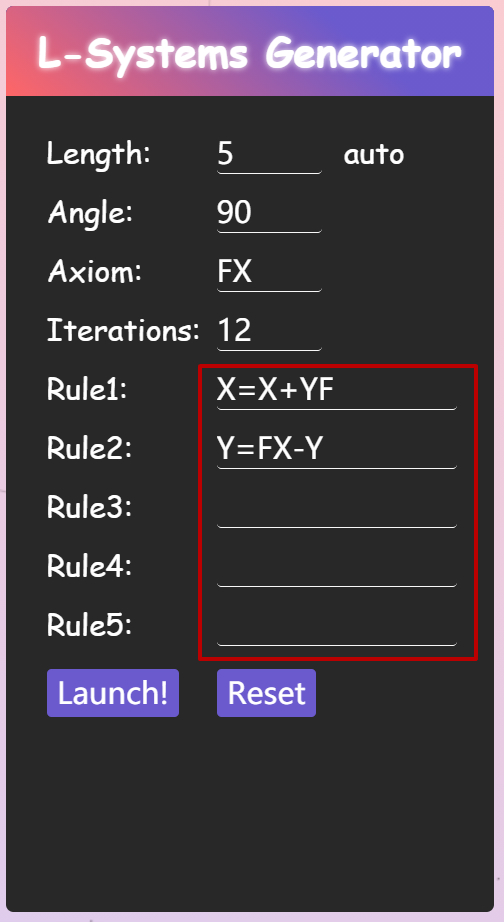 L-Systems Generator
Length: 5 auto
Angle: 90
Axiom: FX
Iterations: 12
Rule1: X=X+YF
Rule2: Y=FX-Y
Rule3:
Rule4:
Rule5:
Launch! Reset